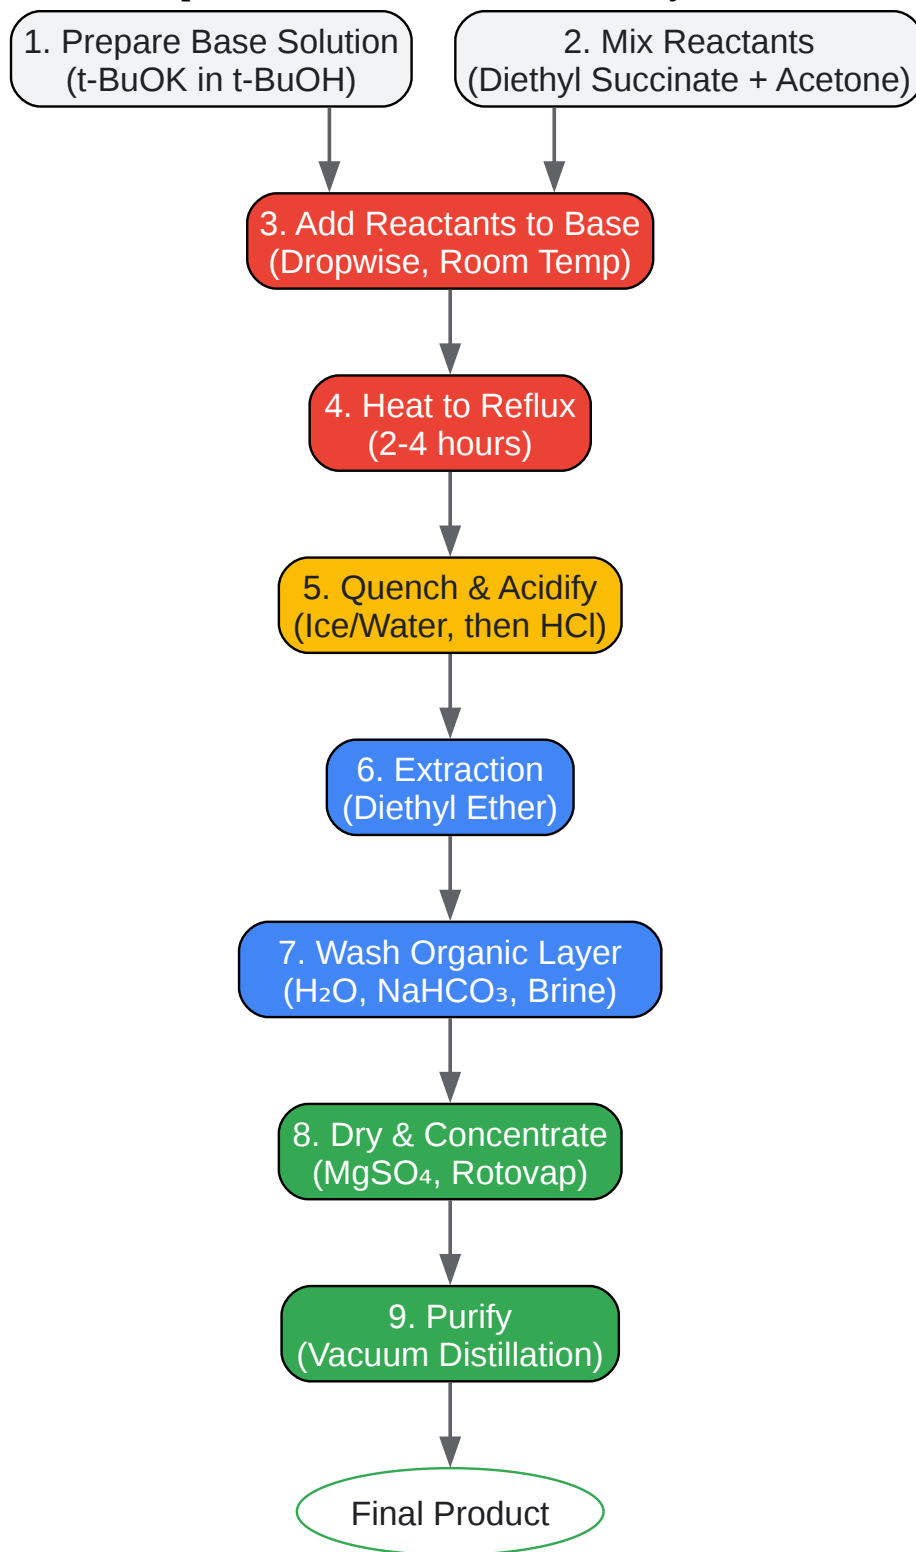 1. Prepare Base Solution
(t-BuOK in t-BuOH)
2. Mix Reactants
(Diethyl Succinate + Acetone)
3. Add Reactants to Base
(Dropwise, Room Temp)
4. Heat to Reflux
(2-4 hours)
5. Quench & Acidify
(Ice/Water, then HCl)
6. Extraction
(Diethyl Ether)
7. Wash Organic Layer
(H₂O, NaHCO₃, Brine)
8. Dry & Concentrate
(MgSO₄, Rotovap)
9. Purify
(Vacuum Distillation)
Final Product